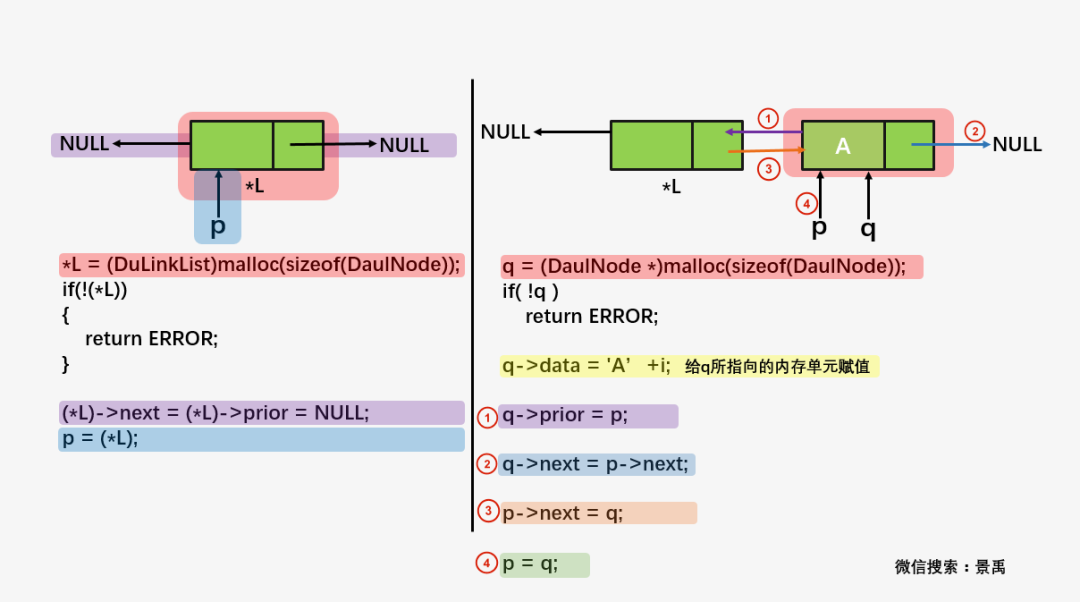 NULL
NULL
*L
p
*L = (DuLinkList)malloc(sizeof(DaulNode));
if(!(*L))
{
return ERROR;
}
(*L)->next = (*L)->prior = NULL;
p = (*L);
NULL
①
A
②
NULL
③
*L
④
p
q
q = (DaulNode *)malloc(sizeof(DaulNode));
if( !q )
return ERROR;
q->data = 'A’ +i; 给q所指向的内存单元赋值
① q->prior = p;
② q->next = p->next;
③ p->next = q;
④ p = q;
微信搜索：景禹